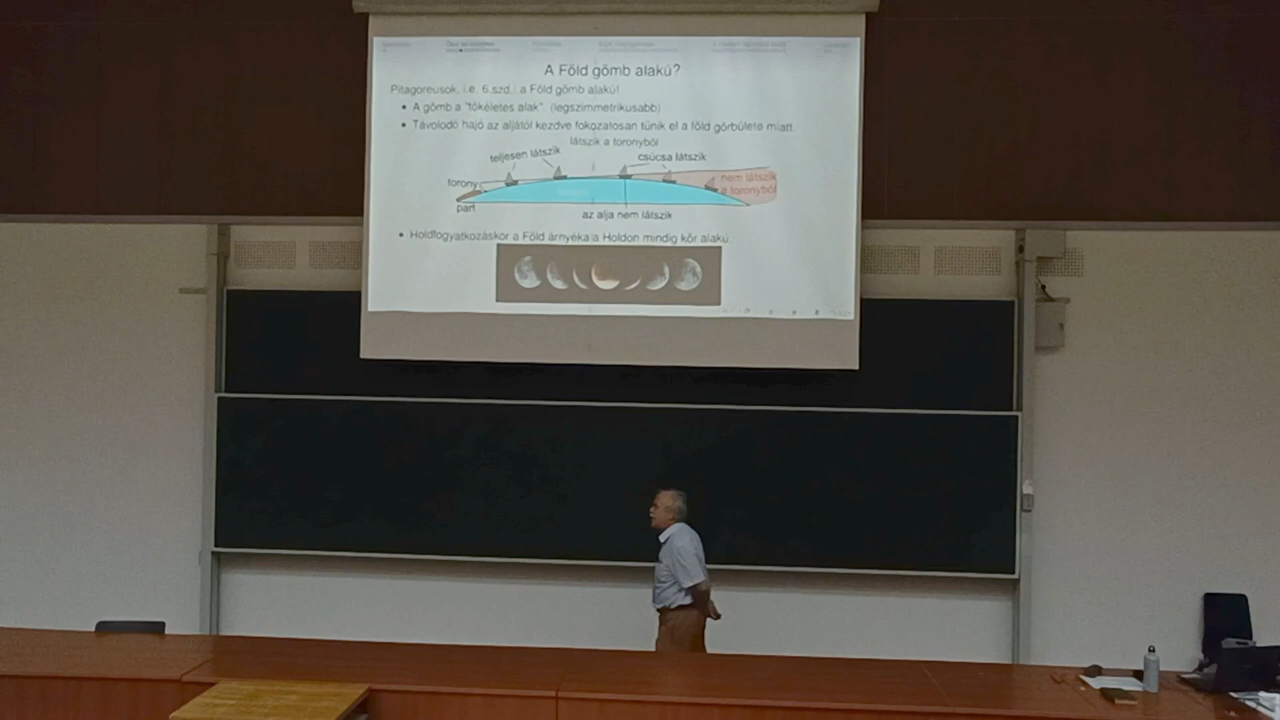 A Föld gömb alakú?
Pitagoreusok, i.e. 6.szd.: a Föld gömb alakú!
• A gömb a "tökéletes alak". (legszimmetrikusabb)
• Távolodó hajó az aljától kezdve fokozatosan tűnik el a föld görbülete miatt.
látszik a toronyból
teljesen látszik
csúcsa látszik
torony
nem látszik
a toronyból
part
az alja nem látszik
• Holdfogyatkozáskor a Föld árnyéka a Holdon mindig kör alakú.